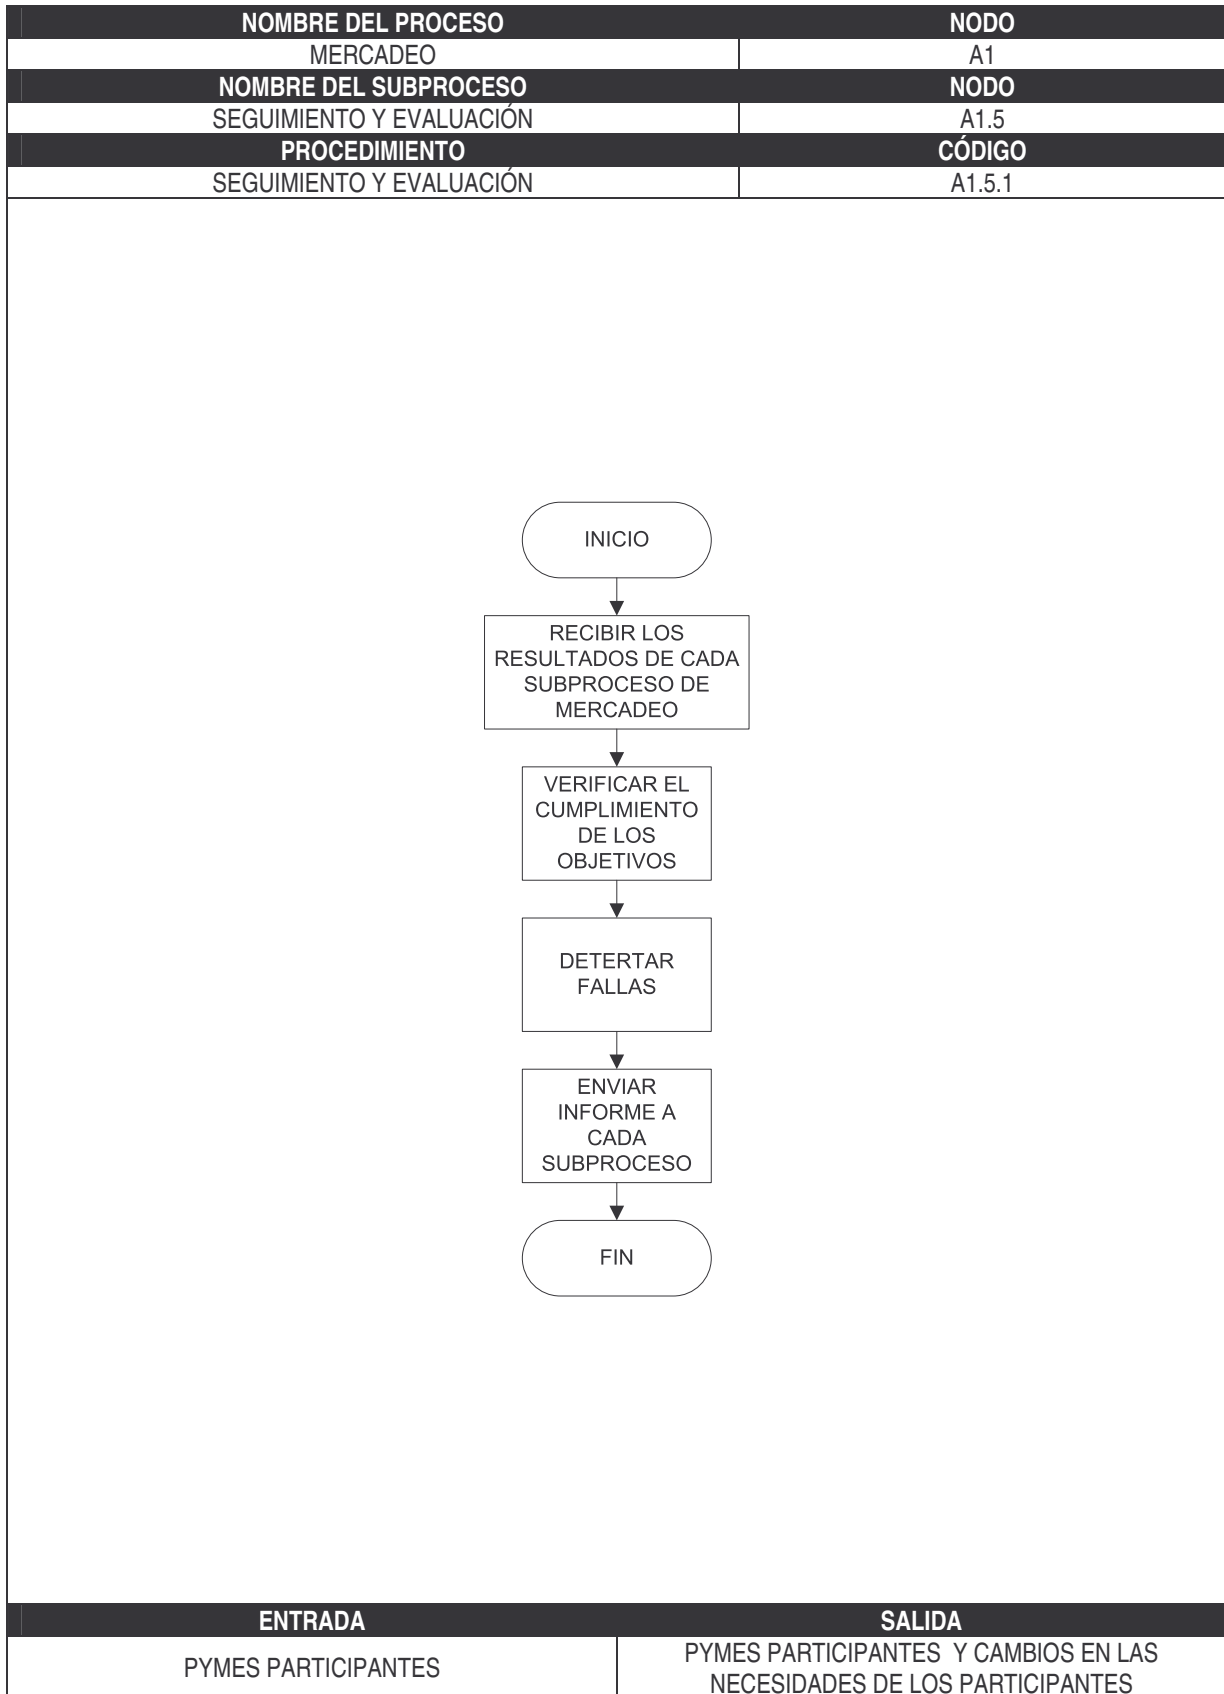 NOMBRE DEL PROCESO NODO
MERCADEO A1
NOMBRE DEL SUBPROCESO NODO
SEGUIMIENTO Y EVALUACIÓN A1.5
PROCEDIMIENTO CÓDIGO
SEGUIMIENTO Y EVALUACIÓN A1.5.1
INICIO
RECIBIR LOS
RESULTADOS DE CADA
SUBPROCESO DE
MERCADEO
VERIFICAR EL
CUMPLIMIENTO
DE LOS
OBJETIVOS
DETERTAR
FALLAS
ENVIAR
INFORME A
CADA
SUBPROCESO
FIN
ENTRADA SALIDA
PYMES PARTICIPANTES
PYMES PARTICIPANTES Y CAMBIOS EN LAS
NECESIDADES DE LOS PARTICIPANTES